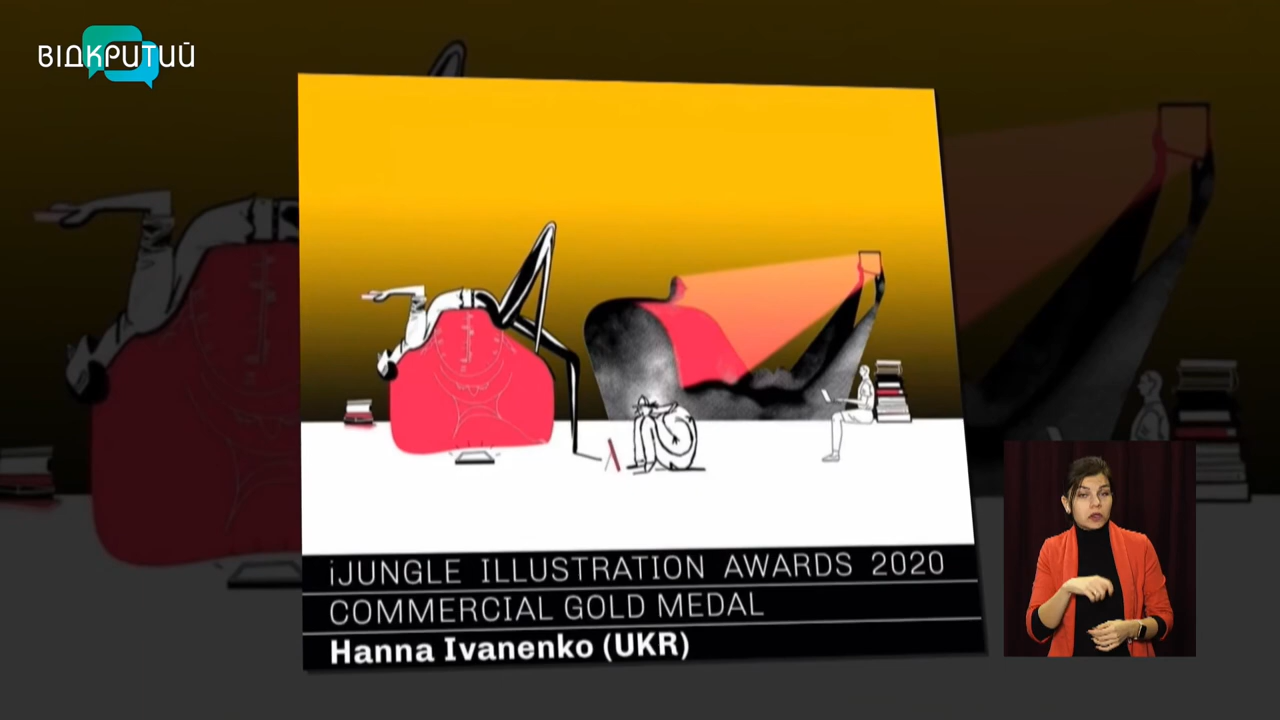 ВІДКРИТИЙ
iJUNGLE ILLUSTRATION AWARDS 2020
COMMERCIAL GOLD MEDAL
Hanna Ivanenko (UKR)